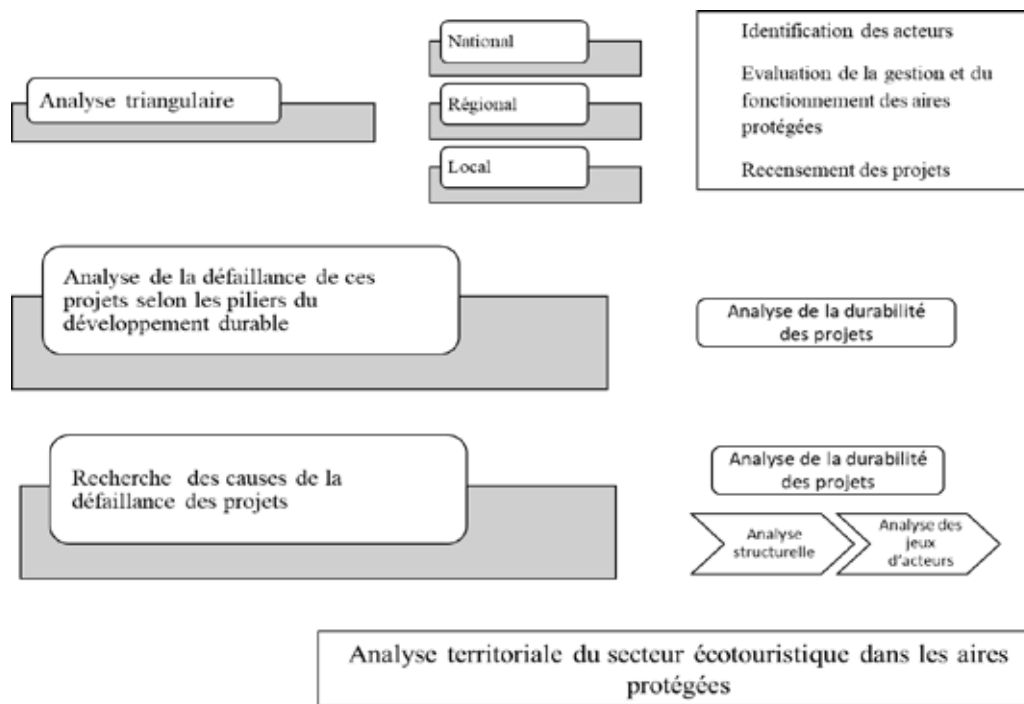 Analyse triangulaire
National
Régional
Local
Identification des acteurs
Evaluation de la gestion et du
fonctionnement des aires
protégées
Recensement des projets
Analyse de la défaillance de ces
projets selon les piliers du
développement durable
Analyse de la durabilité
des projets
Recherche des causes de la
défaillance des projets
Analyse de la durabilité
des projets
Analyse
structurelle
Analyse des
jeux
d'acteurs
Analyse territoriale du secteur écotouristique dans les aires
protégées